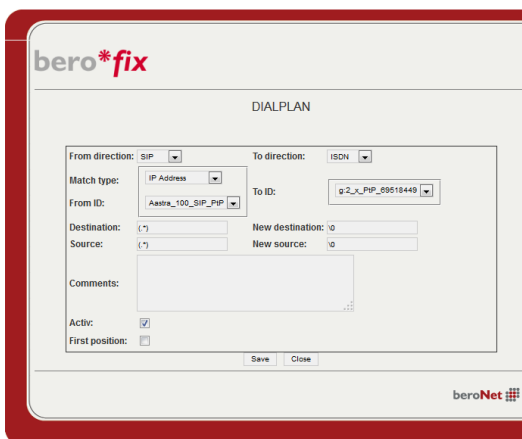 bero*fix
DIALPLAN
From direction: SIP To direction: ISDN
Match type: IP Address
To ID: g:2_x_PtP_69518449
From ID: Aastra_100_SIP_PtP
Destination: (.*) New destination: \0
Source: (.*) New source: \0
Comments:
Activ:
First position:
Save Close
beroNet